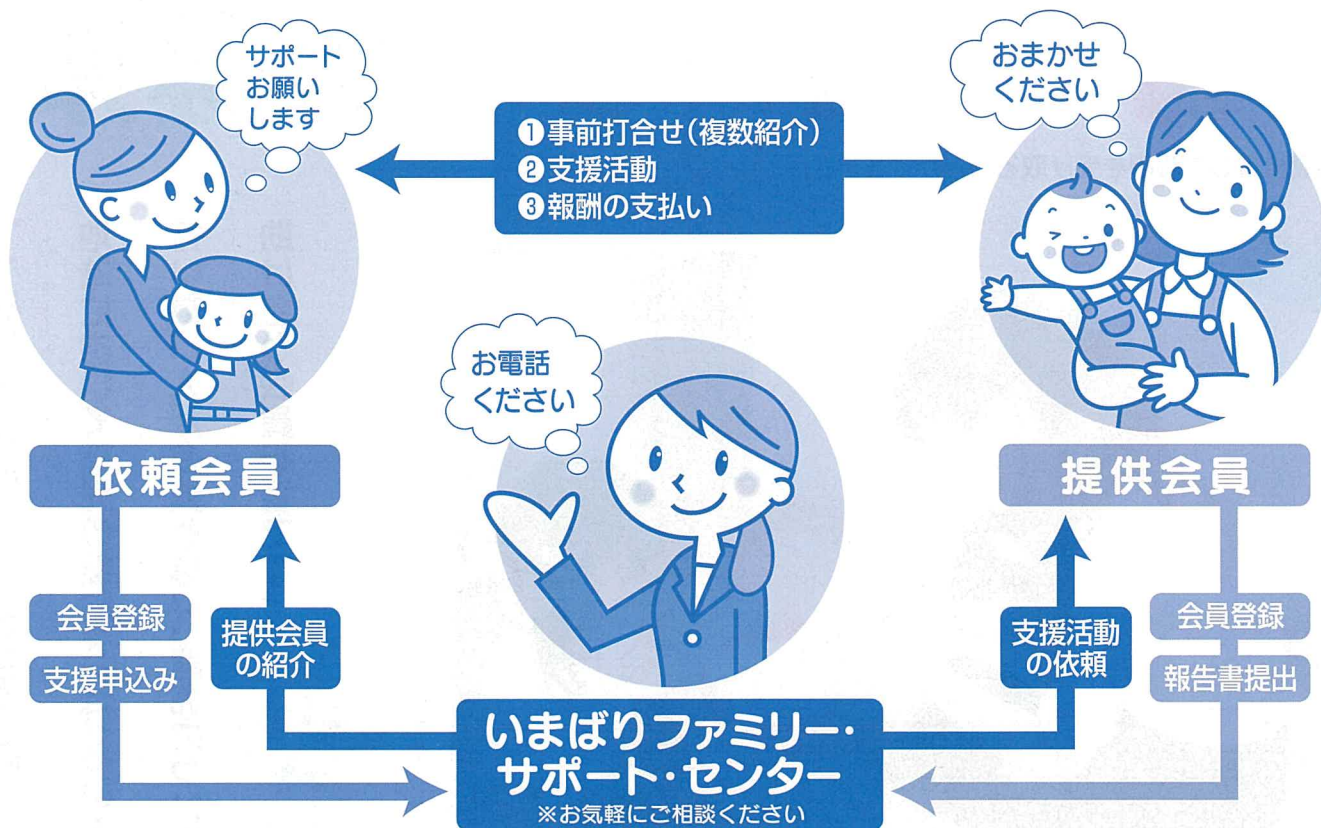 サポート
お願い
します
おまかせ
ください
❶事前打合せ(複数紹介)
❷支援活動
❸報酬の支払い
お電話
ください
依頼会員
提供会員
会員登録
支援申込み
提供会員
の紹介
支援活動
の依頼
会員登録
報告書提出
いまばりファミリー・
サポート・センター
※お気軽にご相談ください